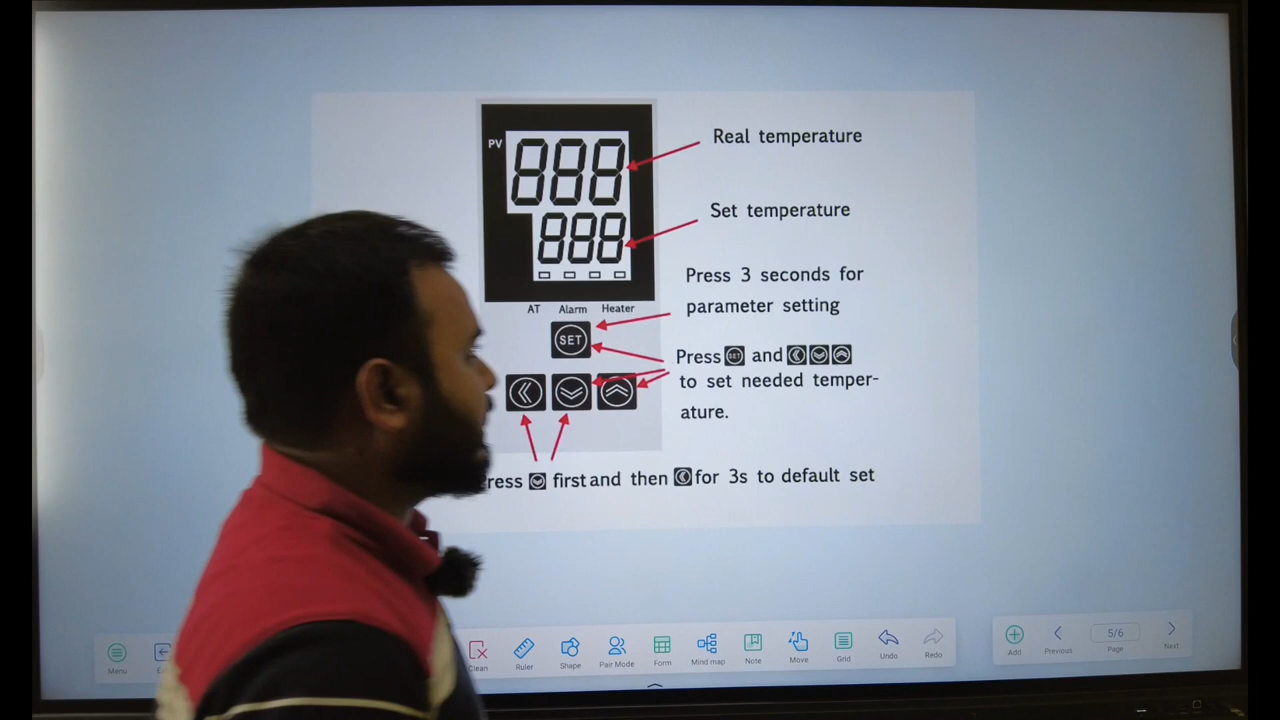 PV
888
Real temperature
888
Set temperature
Press 3 seconds for
parameter setting
AT Alarm Heater
SET
Press SET and
to set needed temper-
ature.
ress first and then for 3s to default set
Menu
Clean
Ruler
Shape
Pair Mode
Form
Mind map
Note
Move
Grid
Undo
Redo
Add
Previous
5/6
Page
Next